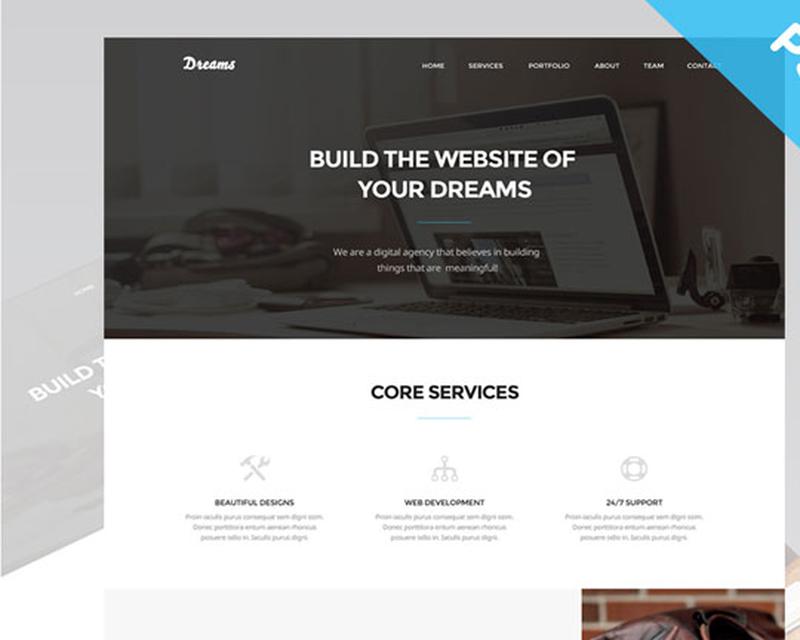 Dreams
HOME SERVICES PORTFOLIO ABOUT TEAM CONTACT
BUILD THE WEBSITE OF
YOUR DREAMS
We are a digital agency that believes in building
things that are meaningful!
HOME
BUILD T
Y
CORE SERVICES
BEAUTIFUL DESIGNS WEB DEVELOPMENT 24/7 SUPPORT
Proin iaculis purus consequat sem digni ssim. Proin iaculis purus consequat sem digni ssim. Proin iaculis purus consequat sem digni ssim.
Donec porttitora entum aenean rhoncus Donec porttitora entum aenean rhoncus Donec porttitora entum aenean rhoncus
posuere odio in. Iaculis purus digni. posuere odio in. Iaculis purus digni. posuere odio in. Iaculis purus digni.